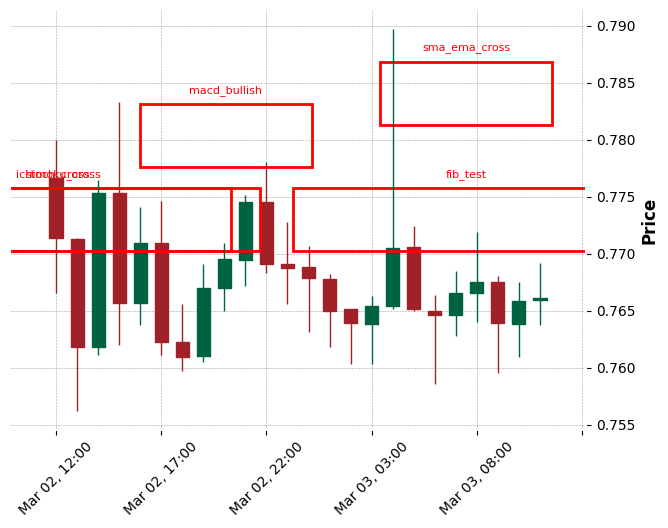 0.790
sma_ema_cross
0.785
macd_bullish
0.780
fib_test
0.775
Price
0.770
0.765
0.760
0.755
Mar 02, 12:00
Mar 02, 17:00
Mar 02, 22:00
Mar 03, 03:00
Mar 03, 08:00